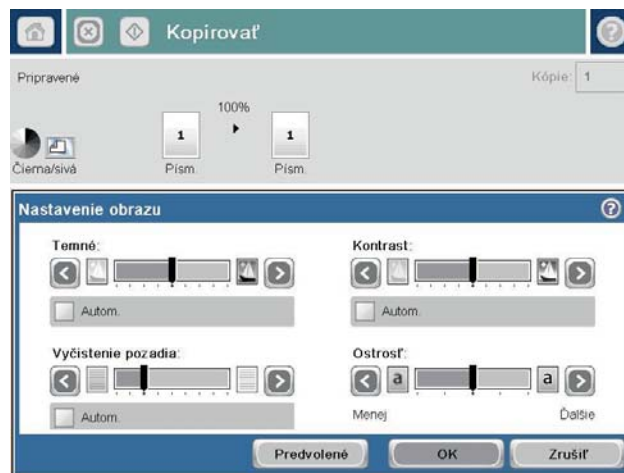 Kopírovať
Pripravené
Kópie: 1
100%
1 1
Čierna/sivá Písm. Písm.
Nastavenie obrazu
Temné: Kontrast:
Autom. Autom.
Vyčistenie pozadia: Ostrosť:
a a
Autom. Menej Ďalšie
Predvolené OK Zrušiť